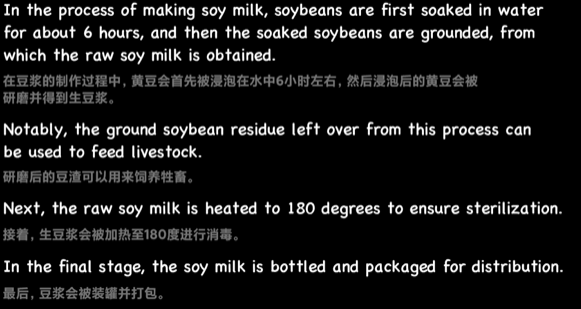 In the process of making soy milk, soybeans are first soaked in water
for about 6 hours, and then the soaked soybeans are grounded, from
which the raw soy milk is obtained.
在豆浆的制作过程中，黄豆会首先被浸泡在水中6小时左右，然后浸泡后的黄豆会被
研磨并得到生豆浆。
Notably, the ground soybean residue left over from this process can
be used to feed livestock.
研磨后的豆渣可以用来饲养牲畜。
Next, the raw soy milk is heated to 180 degrees to ensure sterilization.
接着，生豆浆会被加热至180度进行消毒。
In the final stage, the soy milk is bottled and packaged for distribution.
最后，豆浆会被装罐并打包。